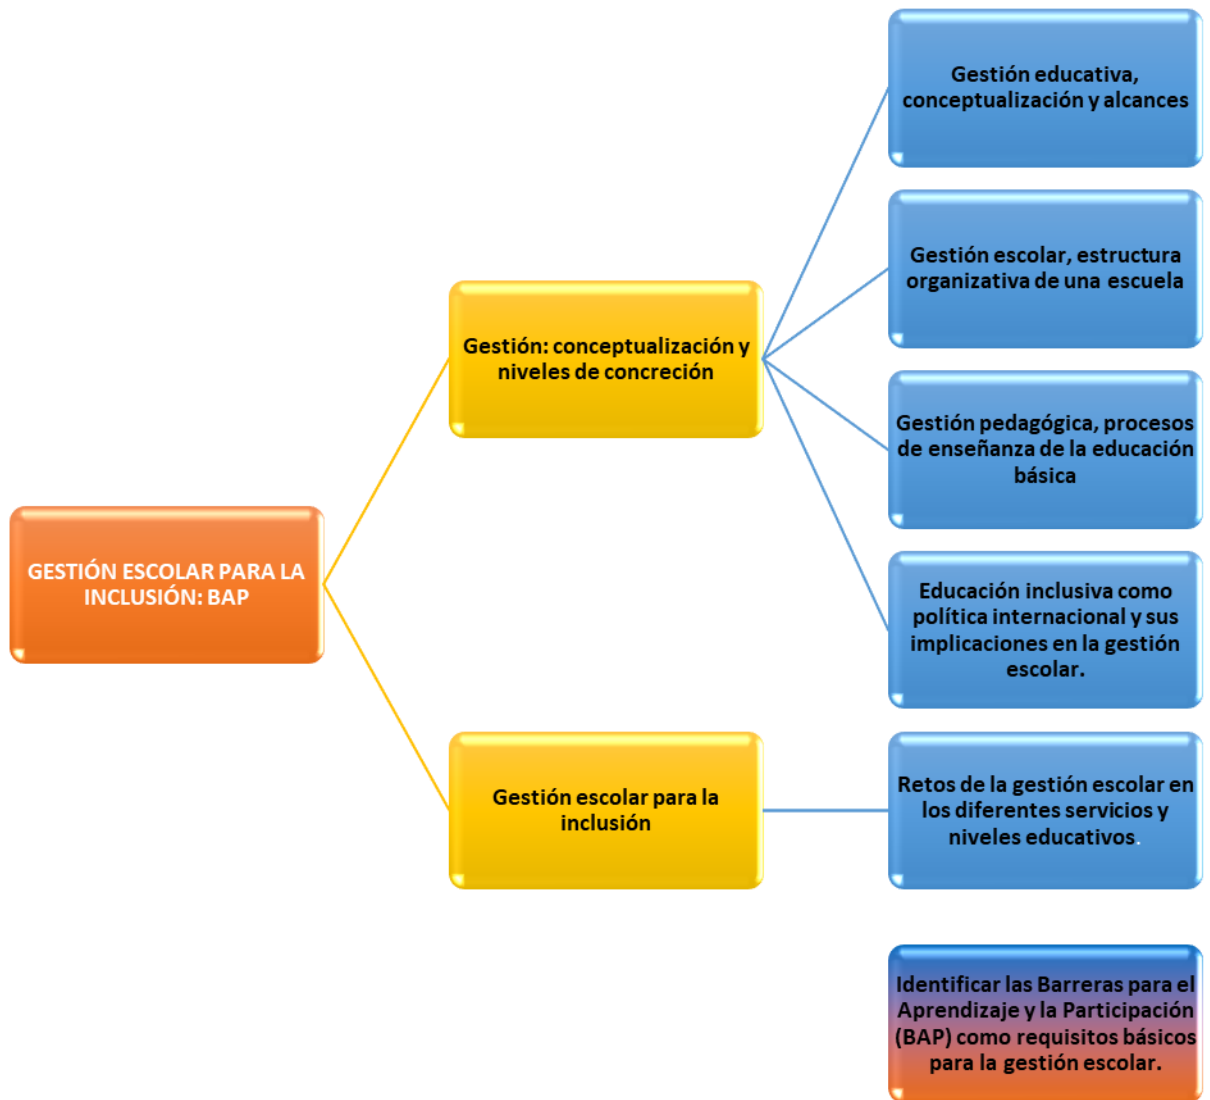 Gestión educativa,
conceptualización y alcances
Gestión escolar, estructura
organizativa de una escuela
Gestión: conceptualización y
niveles de concreción
Gestión pedagógica, procesos
de enseñanza de la educación
básica
GESTIÓN ESCOLAR PARA LA
INCLUSIÓN: BAP
Educación inclusiva como
política internacional y sus
implicaciones en la gestión
escolar.
Gestión escolar para la
inclusión
Retos de la gestión escolar en
los diferentes servicios y
niveles educativos.
Identificar las Barreras para el
Aprendizaje y la Participación
(BAP) como requisitos básicos
para la gestión escolar.